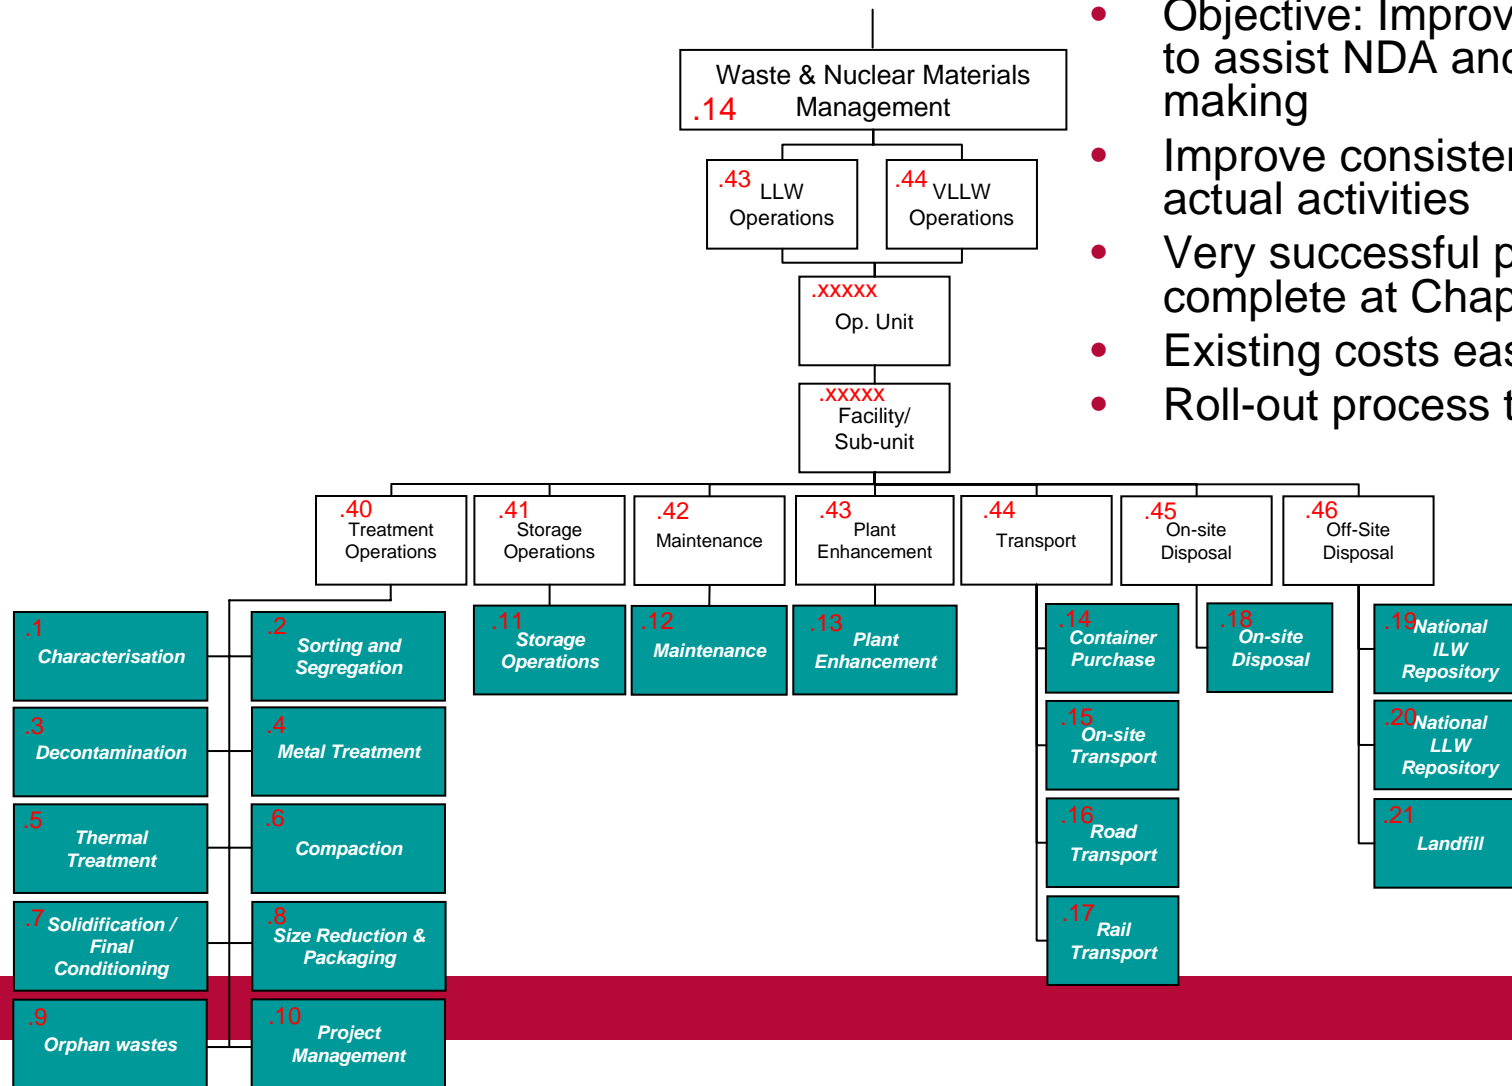 Waste & Nuclear Materials
.14 Management
.43 LLW
Operations
.44 VLLW
Operations
.xxxxx
Op. Unit
.xxxxx
Facility/
Sub-unit
• Objective:
to assist NDA
making
• Improve
actual activities
• Very successful
complete at
• Existing costs
• Roll-out process
.40
Treatment
Operations
.41
Storage
Operations
.42
Maintenance
.43
Plant
Enhancement
.44
Transport
.45
On-site
Disposal
.46
Off-Site
Disposal
.1
Characterisation
.2
Sorting and
Segregation
.3
Decontamination
.4
Metal Treatment
.5
Thermal
Treatment
.6
Compaction
.7 Solidification /
Final
Conditioning
.8
Size Reduction &
Packaging
.9
Orphan wastes
.10
Project
Management
.11
Storage
Operations
.12
Maintenance
.13
Plant
Enhancement
.14
Container
Purchase
.15
On-site
Transport
.16
Road
Transport
.17
Rail
Transport
.18
On-site
Disposal
.19 National
ILW
Repository
.20 National
LLW
Repository
.21
Landfill